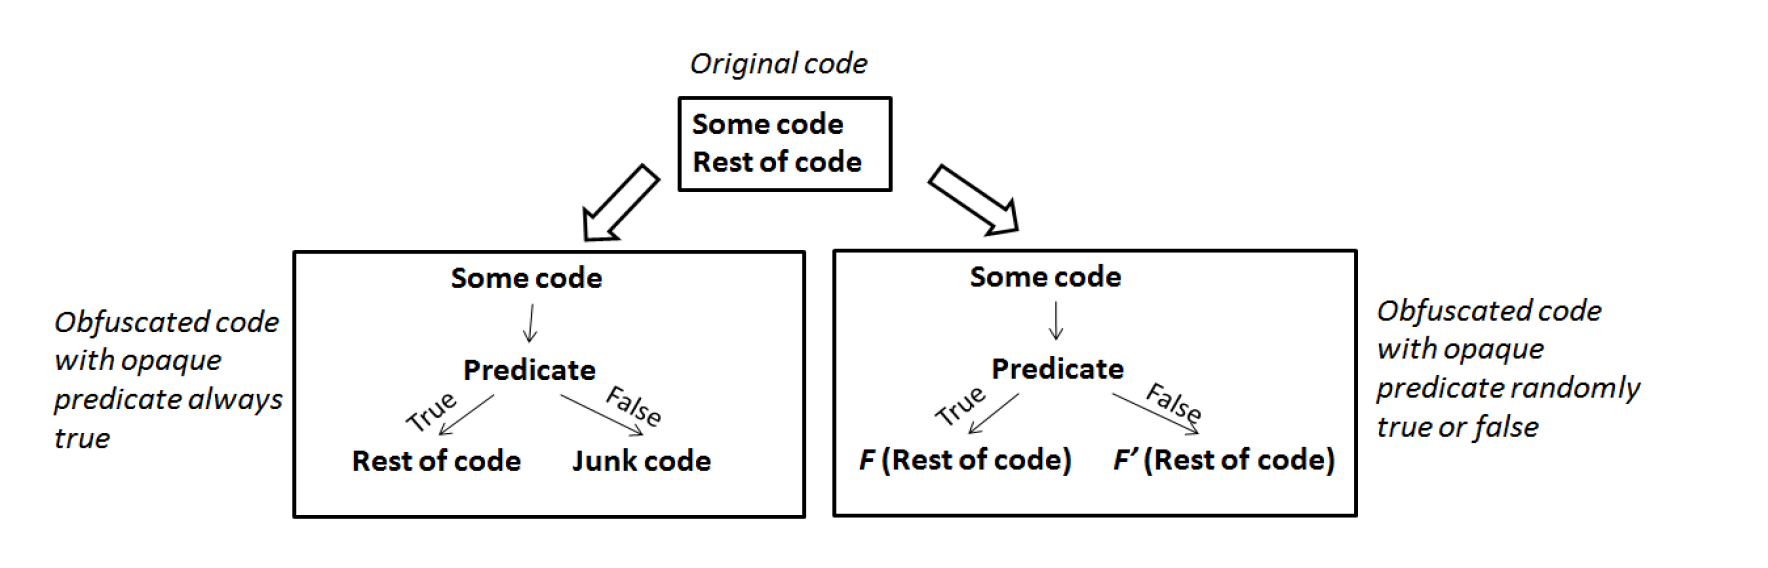 Original code
Some code
Rest of code
Obfuscated code
with opaque
predicate always
true
Some code
Predicate
True
False
Rest of code
Junk code
Some code
Predicate
True
False
F (Rest of code)
F’ (Rest of code)
Obfuscated code
with opaque
predicate randomly
true or false